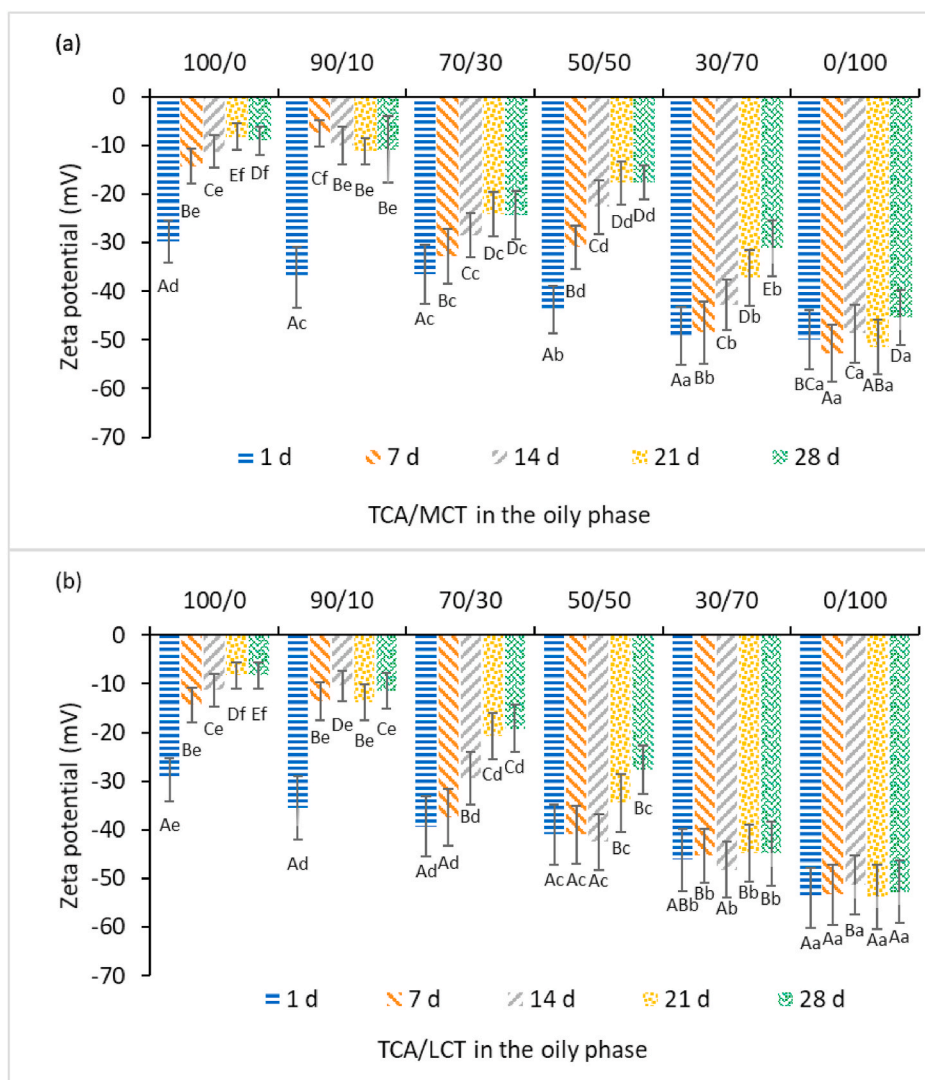 (a)
100/0 90/10 70/30 50/50 30/70 0/100
Zeta potential (mV)
0
-10
-20
-30
-40
-50
-60
-70
Ad Be Ce Ef Df
Ac Cf Be Be Be
Ac Bc Cc Dc Dc
Ab Bd Cd Dd Dd
Aa Bb Cb Db Eb
BCa Aa Ca ABa Da
1 d 7 d 14 d 21 d 28 d
TCA/MCT in the oily phase
(b)
100/0 90/10 70/30 50/50 30/70 0/100
Zeta potential (mV)
0
-10
-20
-30
-40
-50
-60
-70
Ae Be Ce Df Ef
Ad Be De Be Ce
Ad Ad Bd Cd Cd
Ac Ac Ac Bc Bc
ABb Bb Ab Bb Bb
Aa Aa Ba Aa Aa
1 d 7 d 14 d 21 d 28 d
TCA/LCT in the oily phase